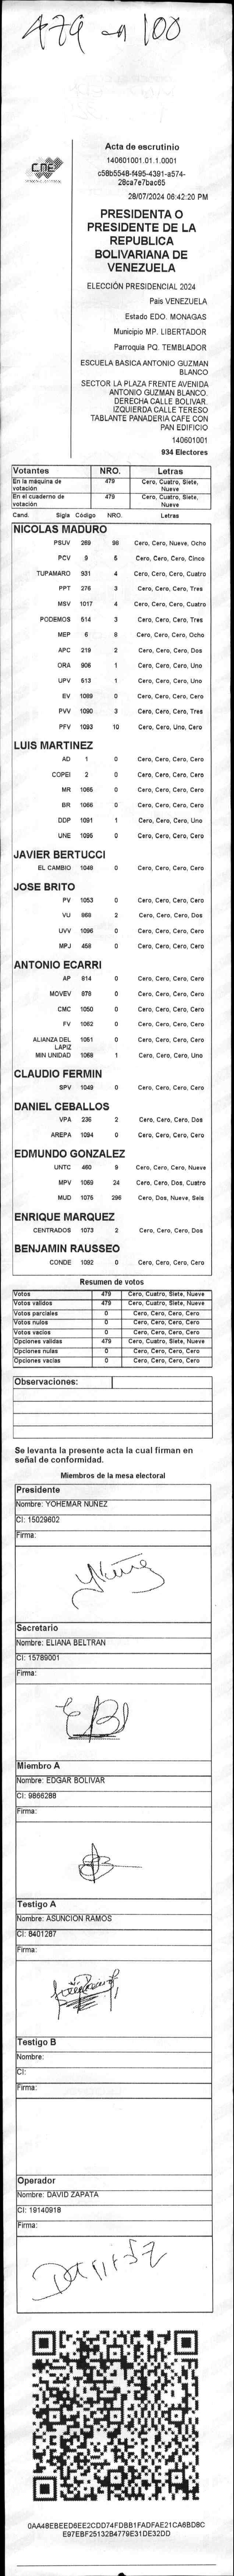 479 en 100
Acta de escrutinio
CNE
140601001.01.1.0001
c56b5548-f495-4391-a574-
28ca7e7bac65
28/07/2024 06:42:20 PM
PRESIDENTA O
PRESIDENTE DE LA
REPUBLICA
BOLIVARIANA DE
VENEZUELA
ELECCIÓN PRESIDENCIAL 2024
Pais VENEZUELA
Estado EDO. MONAGAS
Municipio MP. LIBERTADOR
Parroquia PQ. TEMBLADOR
ESCUELA BASICA ANTONIO GUZMAN
BLANCO
SECTOR LA PLAZA FRENTE AVENIDA
ANTONIO GUZMAN BLANCO.
DERECHA CALLE BOLIVAR.
IZQUIERDA CALLE TERESO
TABLANTE PANADERIA CAFE CON
PAN EDIFICIO
140601001
934 Electores
Votantes NRO. Letras
En la máquina de votación 479 Cero, Cuatro, Siete, Nueve
En el cuaderno de votación 479 Cero, Cuatro, Siete, Nueve
Cand. Sigla Código NRO. Letras
NICOLAS MADURO
PSUV 269 98 Cero, Cero, Nueve, Ocho
PCV 9 5 Cero, Cero, Cero, Cinco
TUPAMARO 931 4 Cero, Cero, Cero, Cuatro
PPT 276 3 Cero, Cero, Cero, Tres
MSV 1017 4 Cero, Cero, Cero, Cuatro
PODEMOS 514 3 Cero, Cero, Cero, Tres
MEP 6 8 Cero, Cero, Cero, Ocho
APC 219 2 Cero, Cero, Cero, Dos
ORA 906 1 Cero, Cero, Cero, Uno
UPV 513 1 Cero, Cero, Cero, Uno
EV 1089 0 Cero, Cero, Cero, Cero
PVV 1090 3 Cero, Cero, Cero, Tres
PFV 1093 10 Cero, Cero, Uno, Cero
LUIS MARTINEZ
AD 1 0 Cero, Cero, Cero, Cero
COPEI 2 0 Cero, Cero, Cero, Cero
MR 1065 0 Cero, Cero, Cero, Cero
BR 1066 0 Cero, Cero, Cero, Cero
DDP 1091 1 Cero, Cero, Cero, Uno
UNE 1095 0 Cero, Cero, Cero, Cero
JAVIER BERTUCCI
EL CAMBIO 1048 0 Cero, Cero, Cero, Cero
JOSE BRITO
PV 1053 0 Cero, Cero, Cero, Cero
VU 969 2 Cero, Cero, Cero, Dos
UVV 1096 0 Cero, Cero, Cero, Cero
MPJ 458 0 Cero, Cero, Cero, Cero
ANTONIO ECARRI
AP 814 0 Cero, Cero, Cero, Cero
MOVEV 878 0 Cero, Cero, Cero, Cero
CMC 1050 0 Cero, Cero, Cero, Cero
FV 1062 0 Cero, Cero, Cero, Cero
ALIANZA DEL LAPIZ 1051 0 Cero, Cero, Cero, Cero
MIN UNIDAD 1068 1 Cero, Cero, Cero, Uno
CLAUDIO FERMIN
SPV 1049 0 Cero, Cero, Cero, Cero
DANIEL CEBALLOS
VPA 236 2 Cero, Cero, Cero, Dos
AREPA 1094 0 Cero, Cero, Cero, Cero
EDMUNDO GONZALEZ
UNTC 460 9 Cero, Cero, Cero, Nueve
MPV 1069 24 Cero, Cero, Dos, Cuatro
MUD 1075 296 Cero, Dos, Nueve, Seis
ENRIQUE MARQUEZ
CENTRADOS 1073 2 Cero, Cero, Cero, Dos
BENJAMIN RAUSSEO
CONDE 1092 0 Cero, Cero, Cero, Cero
Resumen de votos
Votos 479 Cero, Cuatro, Siete, Nueve
Votos validos 479 Cero, Cuatro, Siete, Nueve
Votos parciales 0 Cero, Cero, Cero, Cero
Votos nulos 0 Cero, Cero, Cero, Cero
Votos vacios 0 Cero, Cero, Cero, Cero
Opciones validas 479 Cero, Cuatro, Siete, Nueve
Opciones nulas 0 Cero, Cero, Cero, Cero
Opciones vacias 0 Cero, Cero, Cero, Cero
Observaciones:
Se levanta la presente acta la cual firman en
señal de conformidad.
Miembros de la mesa electoral
Presidente
Nombre: YOHEMAR NUÑEZ
CI: 15029602
Firma:
Secretario
Nombre: ELIANA BELTRAN
CI: 15789001
Firma:
Miembro A
Nombre: EDGAR BOLIVAR
CI: 9866288
Firma:
Testigo A
Nombre: ASUNCION RAMOS
CI: 8401287
Firma:
Testigo B
Nombre:
CI:
Firma:
Operador
Nombre: DAVID ZAPATA
CI: 19140918
Firma:
0AA48EBEED6EE2CDD74FDBB1FADFAE21CA6BD8C
E97EBF25132B4779E31DE32DD